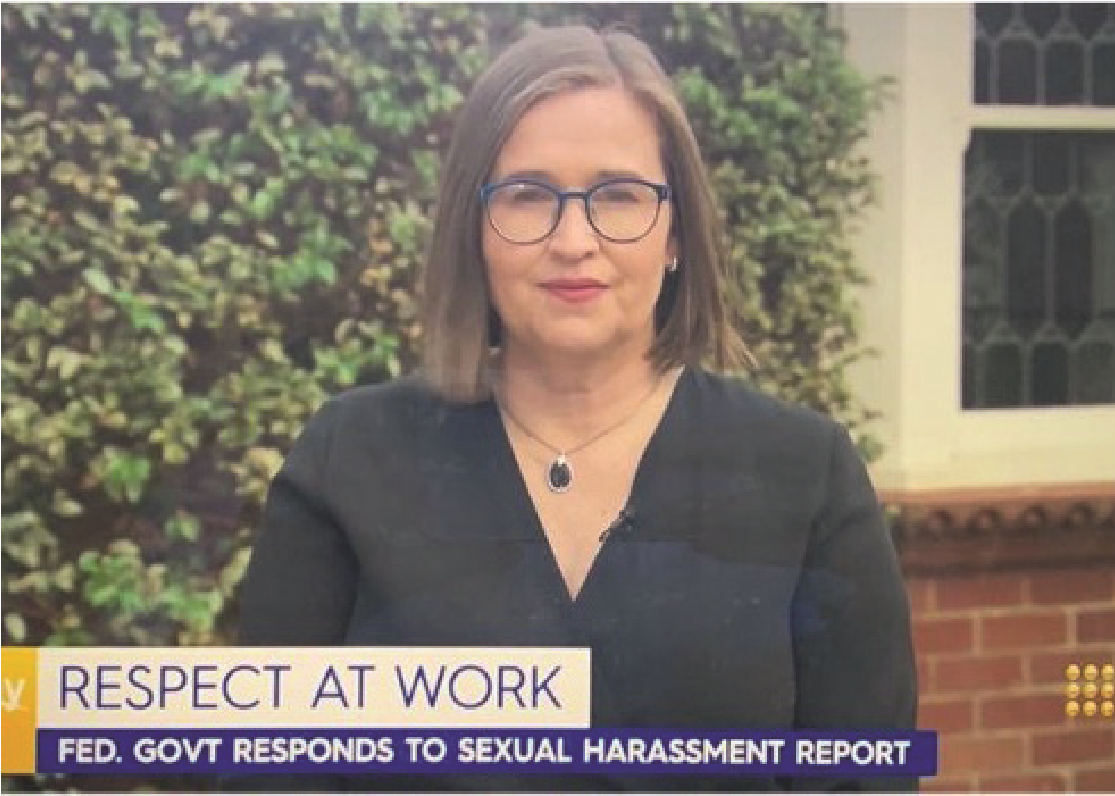 RESPECT AT WORK
FED. GOVT RESPONDS TO SEXUAL HARASSMENT REPORT